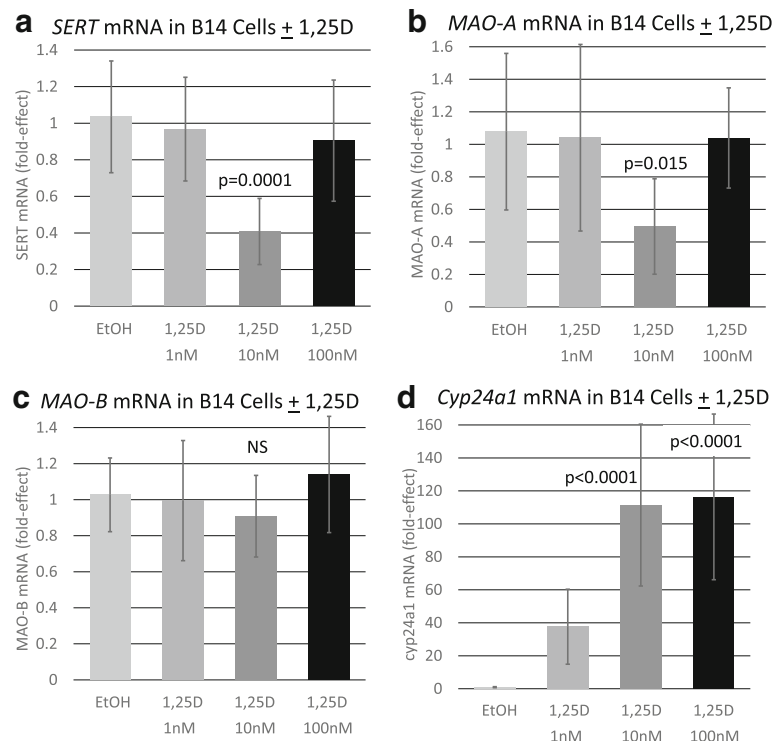 a SERT mRNA in B14 Cells ± 1,25D
SERT mRNA (fold-effect)
1.4
1.2
1
0.8
0.6
0.4
0.2
0
p=0.0001
EtOH 1,25D 1,25D 1,25D
1nM 10nM 100nM
b MAO-A mRNA in B14 Cells ± 1,25D
MAO-A mRNA (fold-effect)
1.6
1.4
1.2
1
0.8
0.6
0.4
0.2
0
p=0.015
EtOH 1,25D 1,25D 1,25D
1nM 10nM 100nM
c MAO-B mRNA in B14 Cells ± 1,25D
MAO-B mRNA (fold-effect)
1.4
1.2
1
0.8
0.6
0.4
0.2
0
NS
EtOH 1,25D 1,25D 1,25D
1nM 10nM 100nM
d Cyp24a1 mRNA in B14 Cells ± 1,25D
cyp24a1 mRNA (fold-effect)
160
140
120
100
80
60
40
20
0
p<0.0001
p<0.0001
EtOH 1,25D 1,25D 1,25D
1nM 10nM 100nM